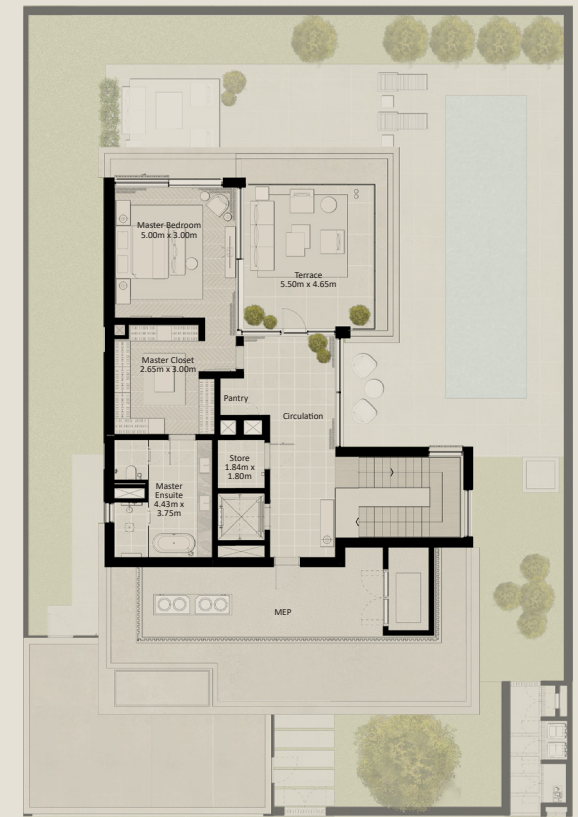 Master Bedroom
5.00m x 3.00m
Terrace
5.50m x 4.65m
Master Closet
2.65m x 3.00m
Pantry
Circulation
Store
1.84m x
1.80m
Master
Ensuite
4.43m x
3.75m
MEP